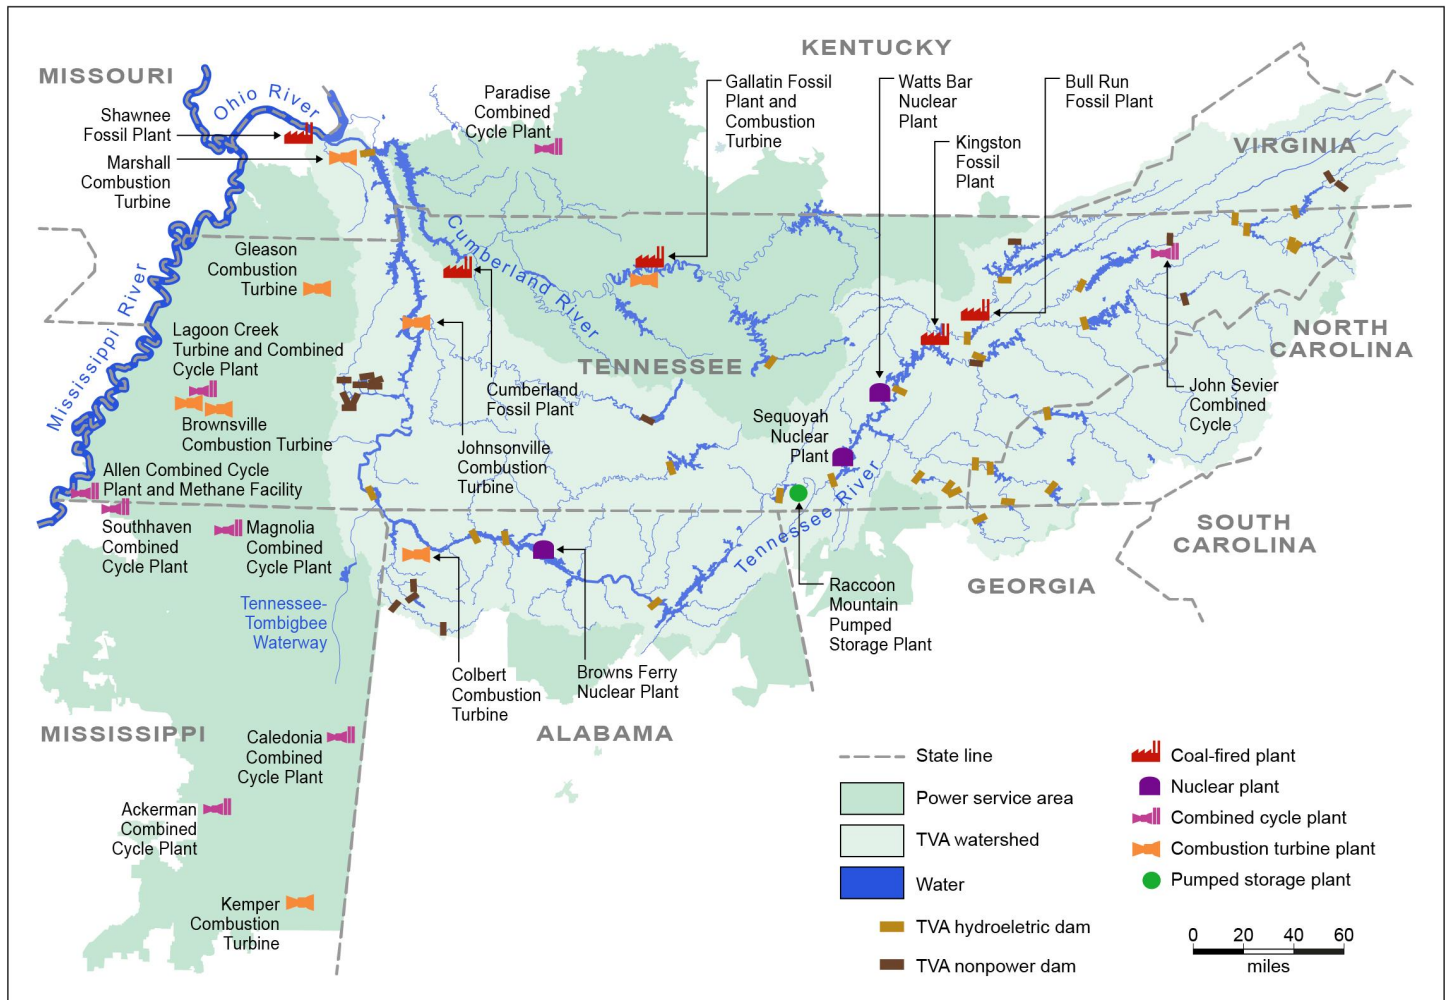 KENTUCKY
MISSOURI
Ohio River
Shawnee
Fossil Plant
Marshall
Combustion
Turbine
Paradise
Combined
Cycle Plant
Gallatin Fossil
Plant and
Combustion
Turbine
Watts Bar
Nuclear
Plant
Kingston
Fossil
Plant
Bull Run
Fossil Plant
VIRGINIA
Mississippi River
Gleason
Combustion
Turbine
Cumberland River
Lagoon Creek
Turbine and Combined
Cycle Plant
Brownsville
Combustion Turbine
TENNESSEE
Cumberland
Fossil Plant
Johnsonville
Combustion
Turbine
Sequoyah
Nuclear
Plant
NORTH
CAROLINA
John Sevier
Combined
Cycle
Allen Combined Cycle
Plant and Methane Facility
Southhaven
Combined
Cycle Plant
Magnolia
Combined
Cycle Plant
Tennessee River
SOUTH
CAROLINA
GEORGIA
Tennessee-
Tombigbee
Waterway
Raccoon
Mountain
Pumped
Storage Plant
Colbert
Combustion
Turbine
Browns Ferry
Nuclear Plant
MISSISSIPPI
ALABAMA
Caledonia
Combined
Cycle Plant
Ackerman
Combined
Cycle Plant
Kemper
Combustion
Turbine
State line
Power service area
TVA watershed
Water
TVA hydroeletric dam
TVA nonpower dam
Coal-fired plant
Nuclear plant
Combined cycle plant
Combustion turbine plant
Pumped storage plant
0 20 40 60
miles